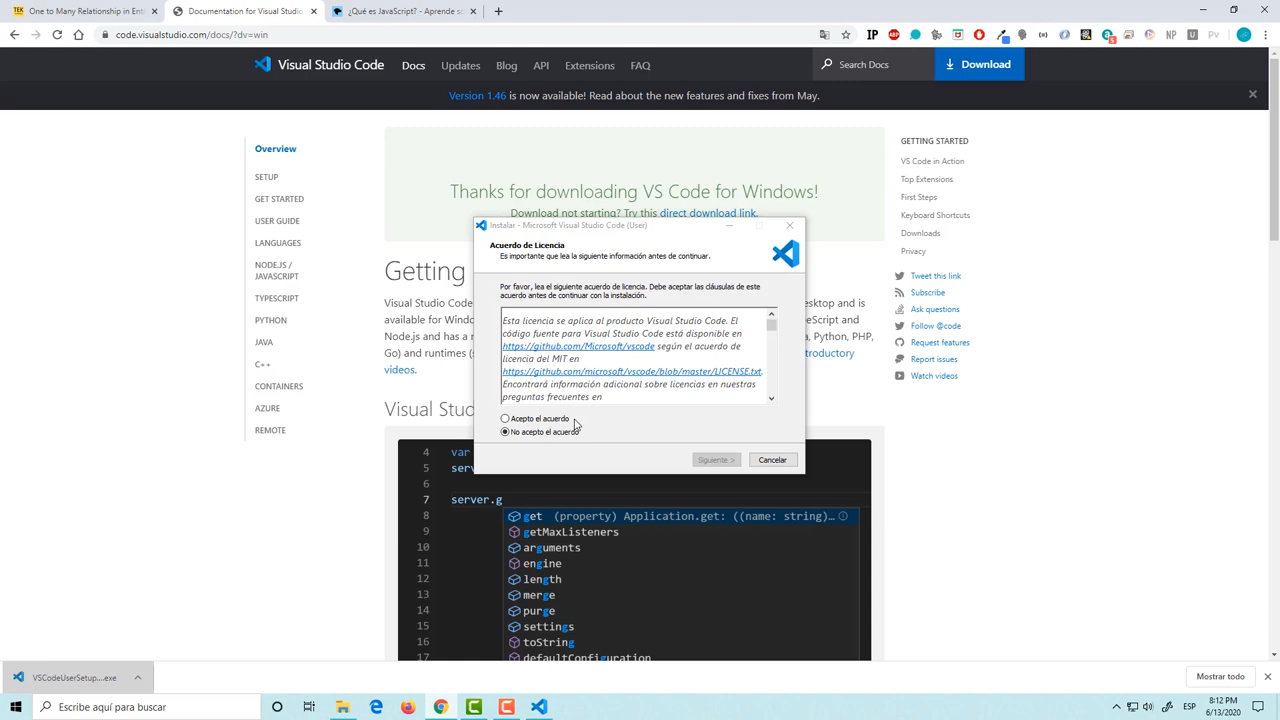 One to Many Relationship in Entit
Documentation for Visual Studio
¿Qué es JavaScript? - Aprende s
code.visualstudio.com/docs/?dv=win
Visual Studio Code
Docs
Updates
Blog
API
Extensions
FAQ
Search Docs
Download
Version 1.46 is now available! Read about the new features and fixes from May.
Overview
SETUP
GET STARTED
USER GUIDE
LANGUAGES
NODE.JS /
JAVASCRIPT
TYPESCRIPT
PYTHON
JAVA
C++
CONTAINERS
AZURE
REMOTE
Thanks for downloading VS Code for Windows!
Download not starting? Try this direct download link.
Getting
Visual Studio Code
available for Window
Node.js and has a r
Go) and runtimes (s
videos.
sktop and is
eScript and
a, Python, PHP,
troductory
Visual Stud
Instalar - Microsoft Visual Studio Code (User)
Acuerdo de Licencia
Es importante que lea la siguiente información antes de continuar.
Por favor, lea el siguiente acuerdo de licencia. Debe aceptar las cláusulas de este
acuerdo antes de continuar con la instalación.
Esta licencia se aplica al producto Visual Studio Code. El
código fuente para Visual Studio Code está disponible en
https://github.com/Microsoft/vscode según el acuerdo de
licencia del MIT en
https://github.com/microsoft/vscode/blob/master/LICENSE.txt.
Encontrará información adicional sobre licencias en nuestras
preguntas frecuentes en
Acepto el acuerdo
No acepto el acuerdo
Siguiente >
Cancelar
4 var
5 serv
6
7 server.g
8 get (property) Application.get: ((name: string)...
9 getMaxListeners
10 arguments
11 engine
12 length
13 merge
14 purge
15 settings
16 toString
17 defaultConfiguration
GETTING STARTED
VS Code in Action
Top Extensions
First Steps
Keyboard Shortcuts
Downloads
Privacy
Tweet this link
Subscribe
Ask questions
Follow @code
Request features
Report issues
Watch videos
VSCodeUserSetup....exe
Mostrar todo
Escribe aquí para buscar
ESP
8:12 PM
6/13/2020